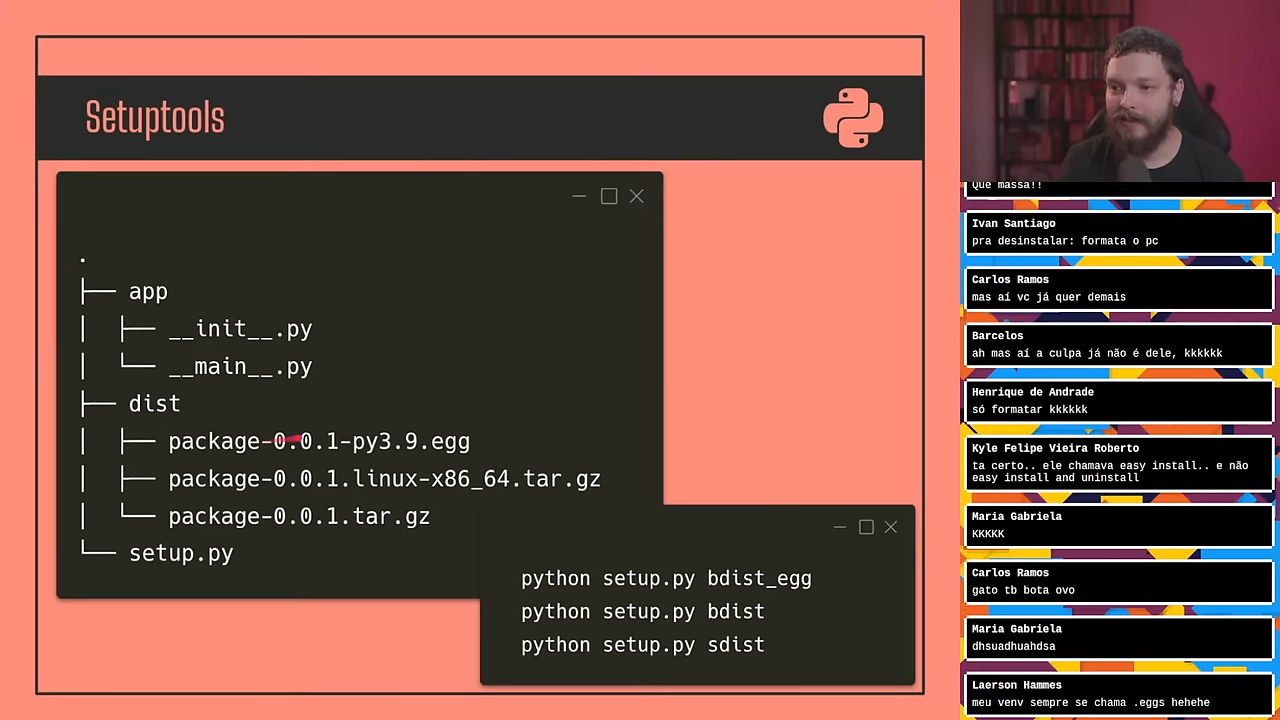 Setuptools
.
├── app
│   ├── __init__.py
│   └── __main__.py
├── dist
│   ├── package-0.0.1-py3.9.egg
│   ├── package-0.0.1.linux-x86_64.tar.gz
│   └── package-0.0.1.tar.gz
└── setup.py
python setup.py bdist_egg
python setup.py bdist
python setup.py sdist
Que massa!!
Ivan Santiago
pra desinstalar: formata o pc
Carlos Ramos
mas aí vc já quer demais
Barcelos
ah mas aí a culpa já não é dele, kkkkkk
Henrique de Andrade
só formatar kkkkkk
Kyle Felipe Vieira Roberto
ta certo.. ele chamava easy install.. e não
easy install and uninstall
Maria Gabriela
KKKKK
Carlos Ramos
gato tb bota ovo
Maria Gabriela
dhsuadhuahdsa
Laerson Hammes
meu venv sempre se chama .eggs hehehe